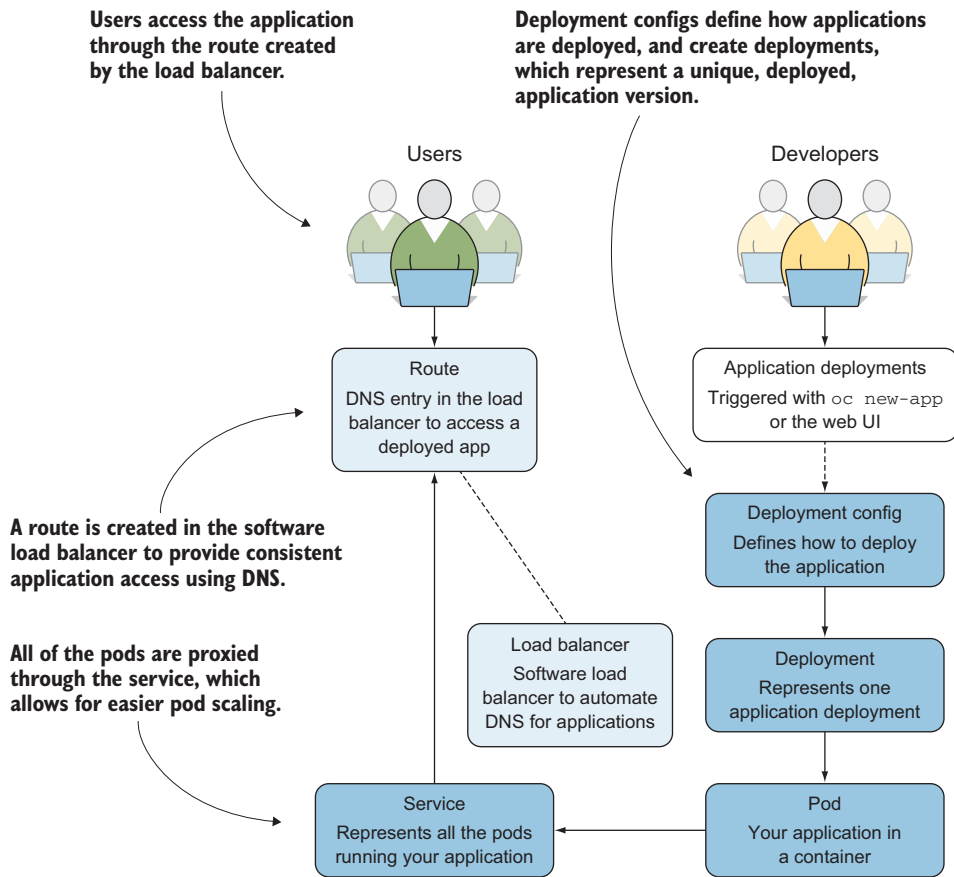 Users access the application
through the route created
by the load balancer.
Deployment configs define how applications
are deployed, and create deployments,
which represent a unique, deployed,
application version.
Users
Developers
Route
DNS entry in the load
balancer to access a
deployed app
Application deployments
Triggered with oc new-app
or the web UI
A route is created in the software
load balancer to provide consistent
application access using DNS.
Deployment config
Defines how to deploy
the application
Load balancer
Software load
balancer to automate
DNS for applications
Deployment
Represents one
application deployment
All of the pods are proxied
through the service, which
allows for easier pod scaling.
Service
Represents all the pods
running your application
Pod
Your application in
a container